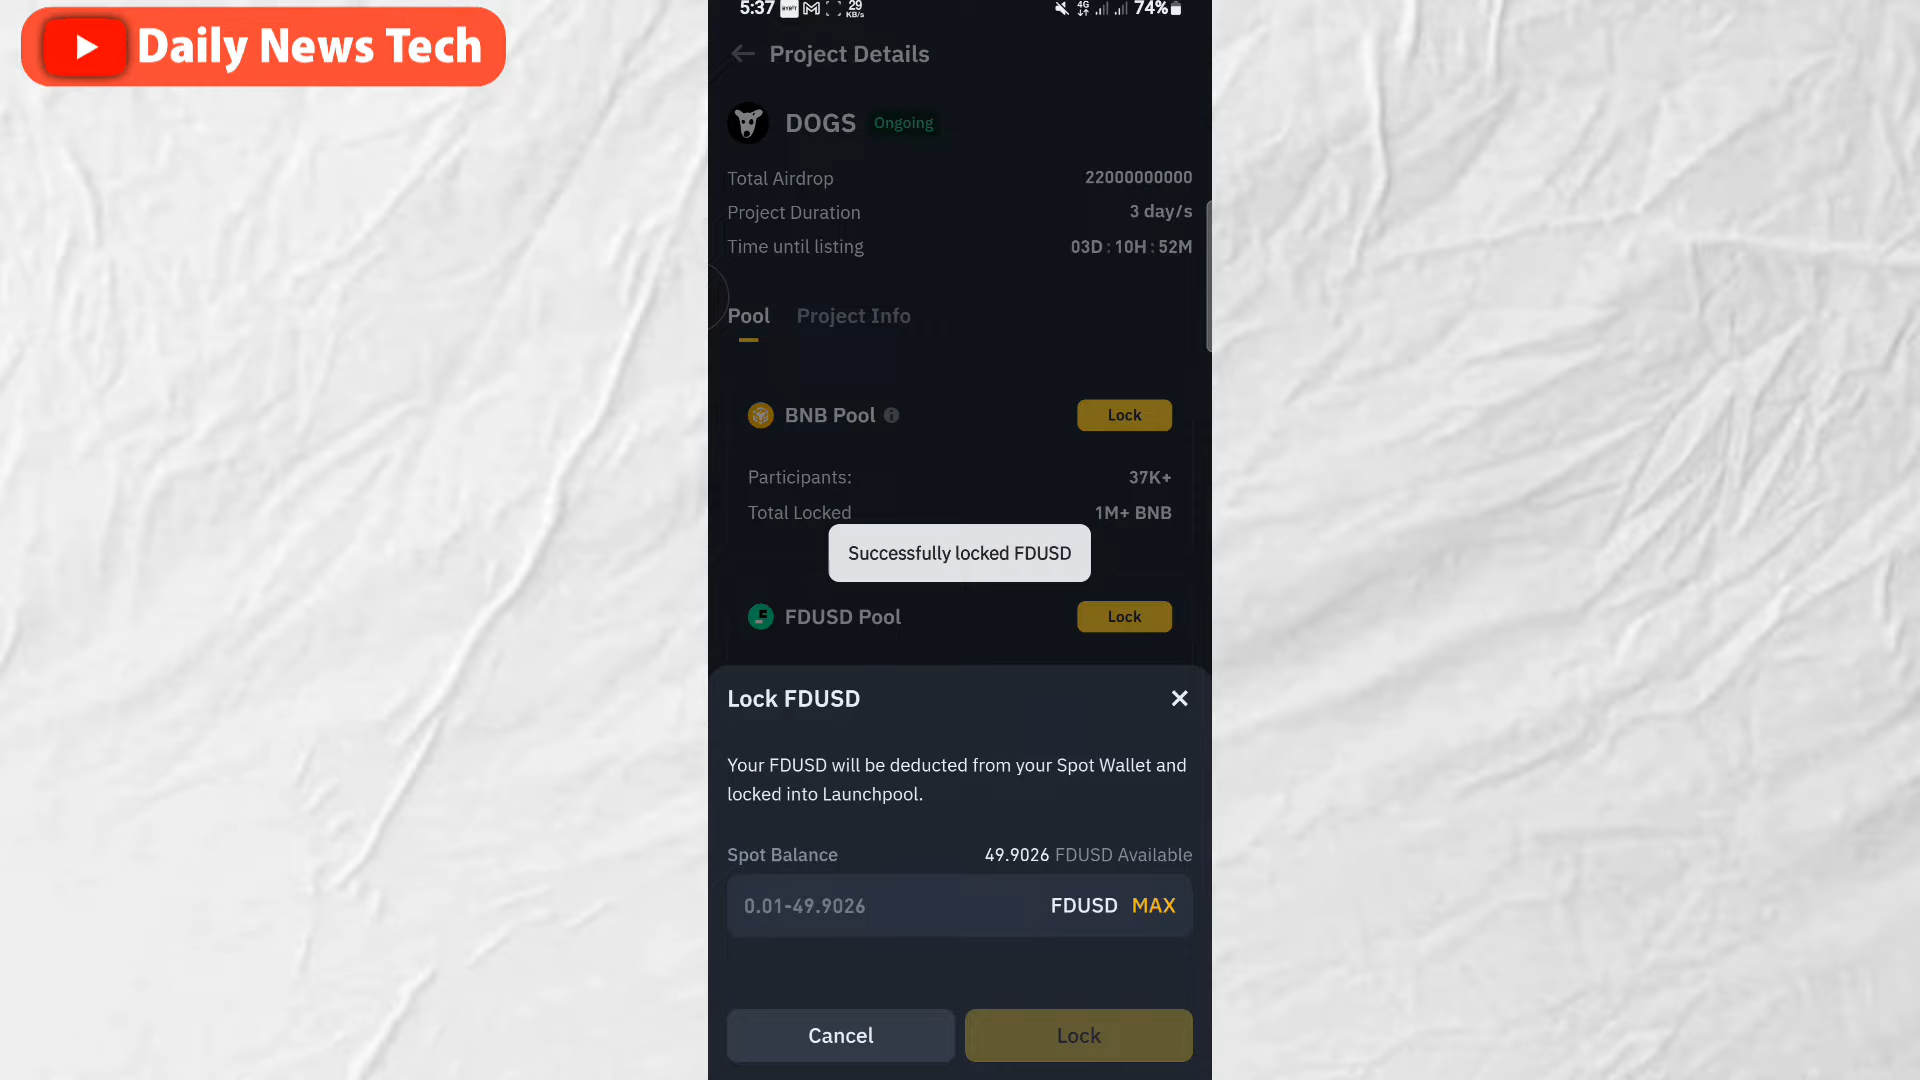 Daily News Tech
5:37 29 KB/s 4G 74%
Project Details
DOGS Ongoing
Total Airdrop 22000000000
Project Duration 3 day/s
Time until listing 03D : 10H : 52M
Pool Project Info
BNB Pool Lock
Participants: 37K+
Total Locked 1M+ BNB
Successfully locked FDUSD
FDUSD Pool Lock
Lock FDUSD
Your FDUSD will be deducted from your Spot Wallet and
locked into Launchpool.
Spot Balance 49.9026 FDUSD Available
0.01-49.9026 FDUSD MAX
Cancel Lock